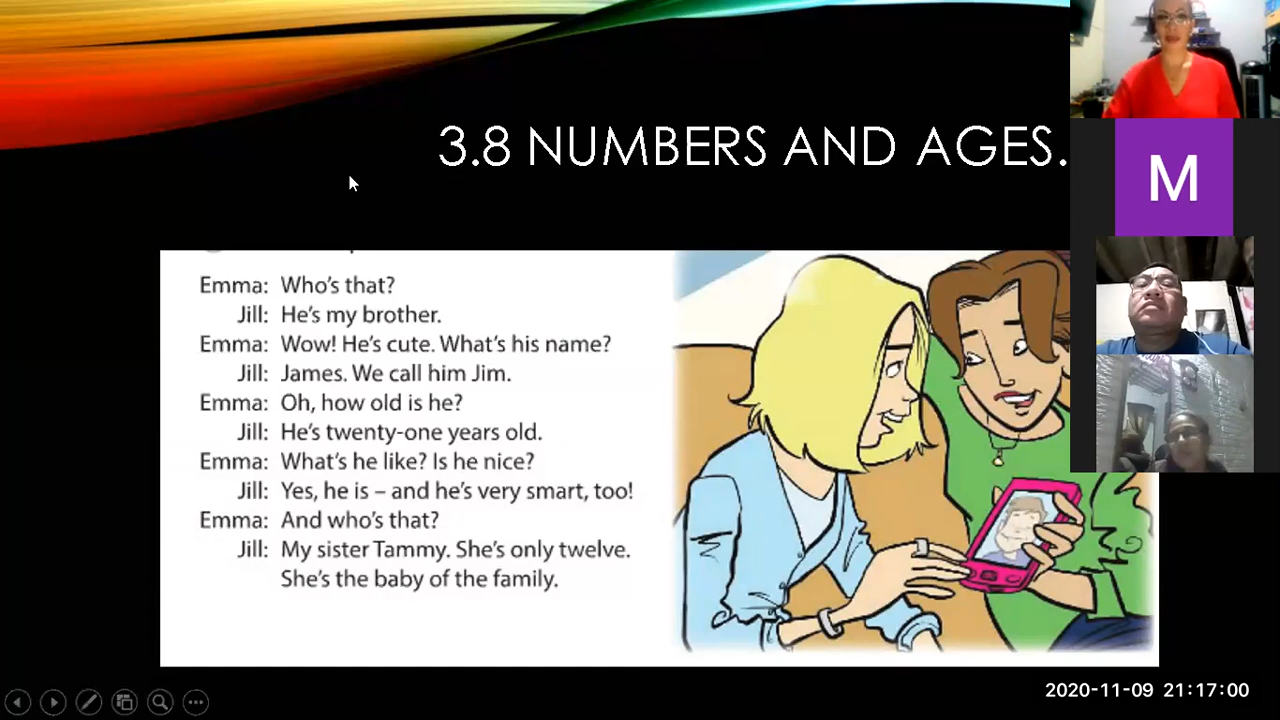 3.8 NUMBERS AND AGES.
M
Emma: Who's that?
Jill: He's my brother.
Emma: Wow! He's cute. What's his name?
Jill: James. We call him Jim.
Emma: Oh, how old is he?
Jill: He's twenty-one years old.
Emma: What's he like? Is he nice?
Jill: Yes, he is – and he's very smart, too!
Emma: And who's that?
Jill: My sister Tammy. She's only twelve.
She's the baby of the family.
2020-11-09 21:17:00